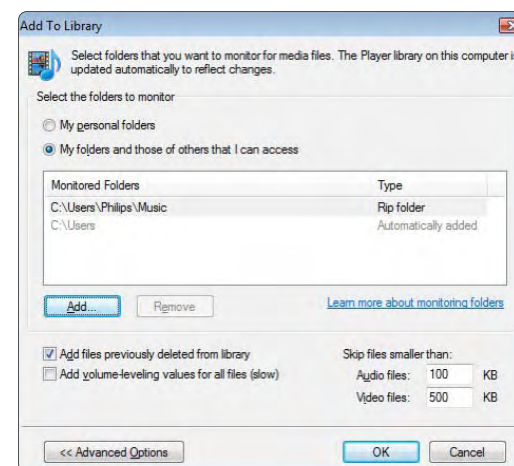 Add To Library
Select folders that you want to monitor for media files. The Player library on this computer
updated automatically to reflect changes.
Select the folders to monitor
My personal folders
My folders and those of others that I can access
Monitored Folders Type
C:\Users\Philips\Music Rip folder
C:\Users Automatically added
Add... Remove Learn more about monitoring folders
Add files previously deleted from library Skip files smaller than:
Add volume-leveling values for all files (slow) Audio files: 100 KB
Video files: 500 KB
<< Advanced Options OK Cancel